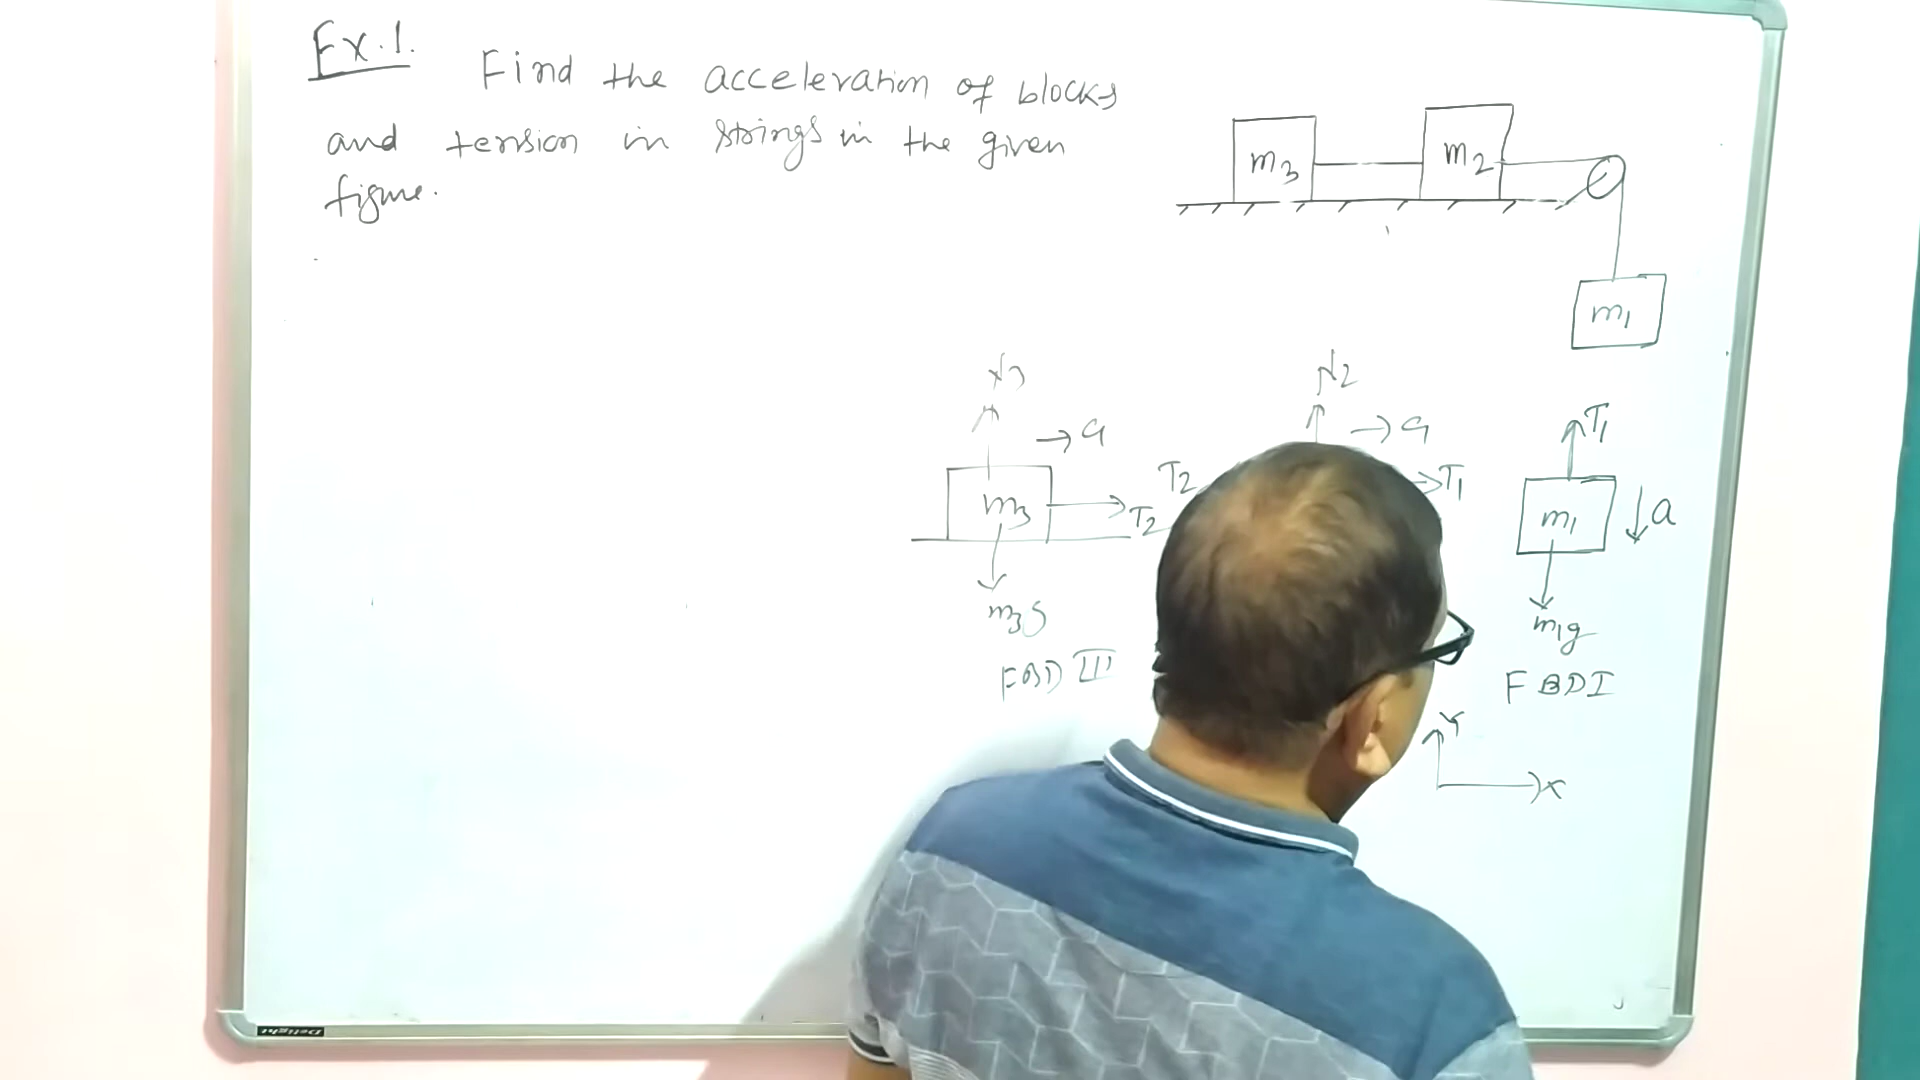 Ex.1.
Find the acceleration of blocks
and tension in strings in the given
figure.
m3
m2
m1
N3
a
m3
T2
m3g
FBD III
N2
a
T2
T1
T1
m1
a
m1g
FBD I
Y
X
Delight